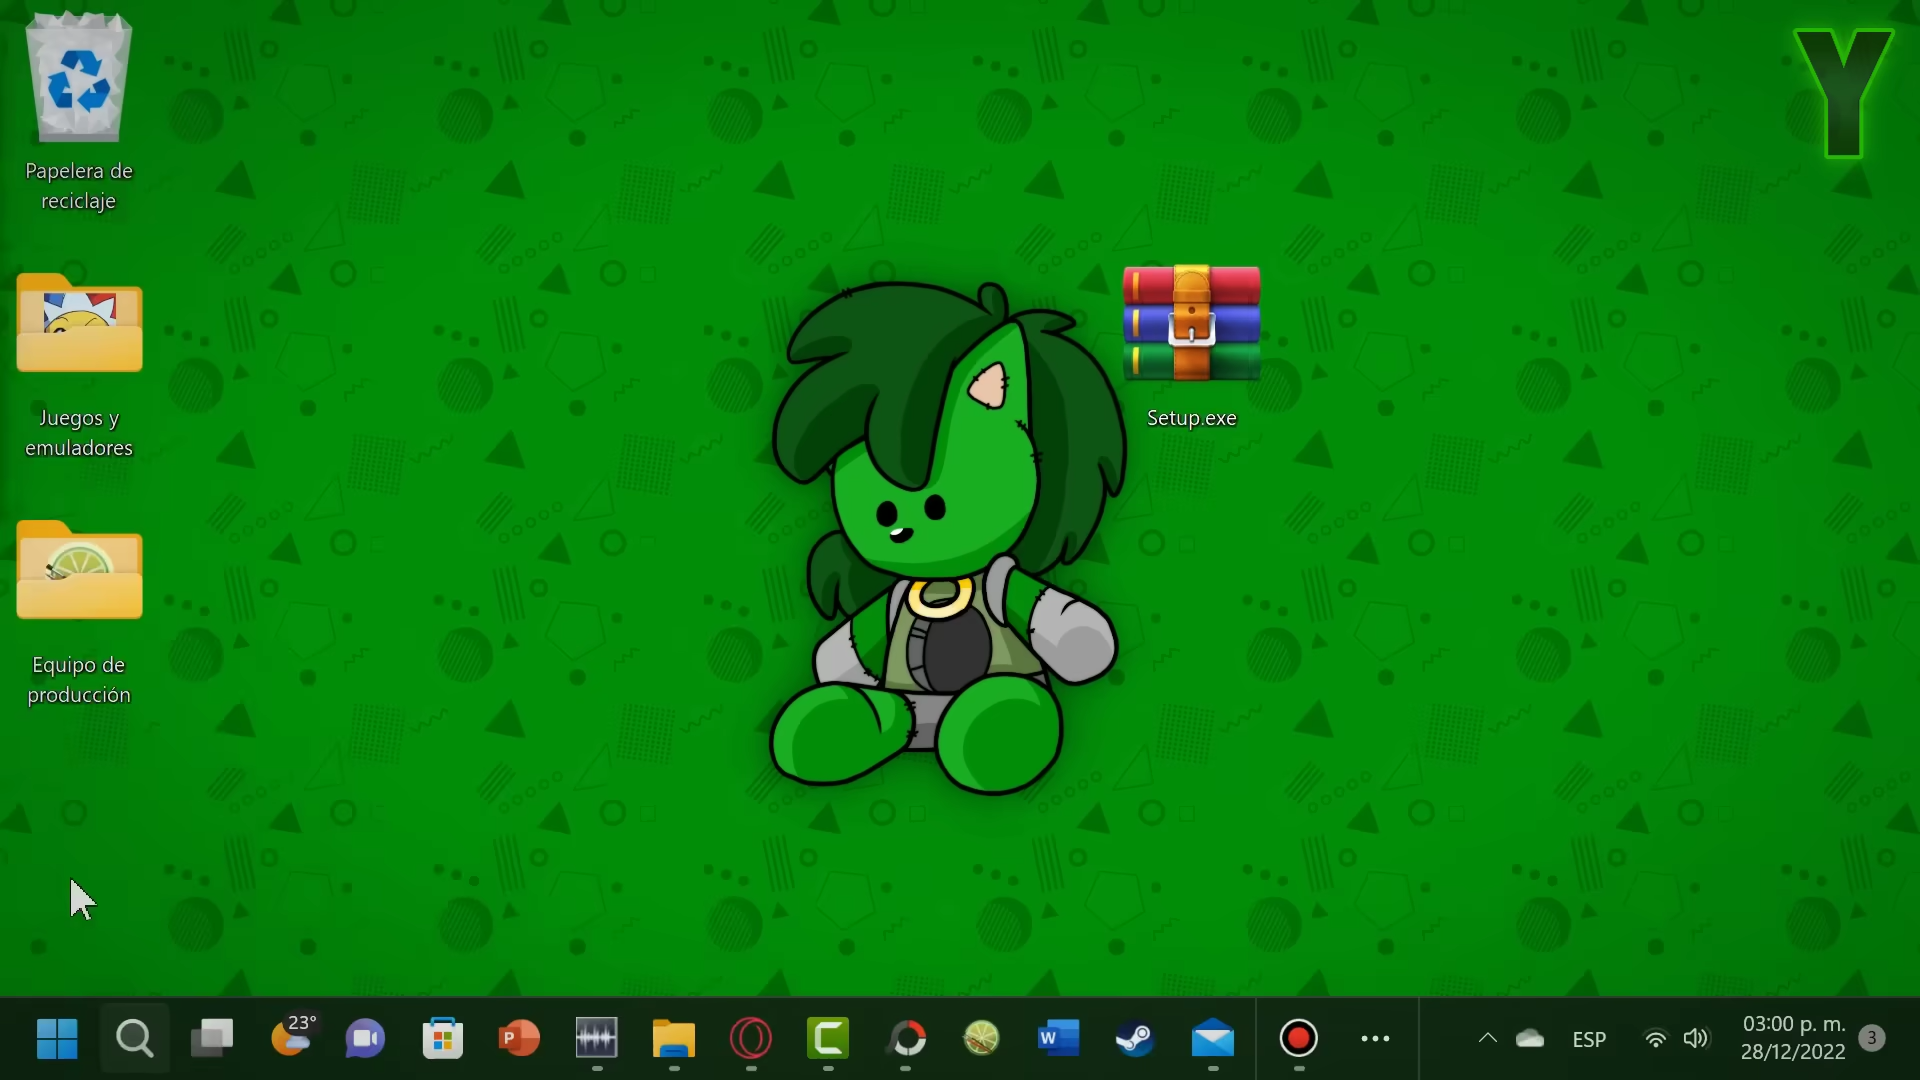 Papelera de
reciclaje
Juegos y
emuladores
Equipo de
producción
Setup.exe
Y
23°
P
W
ESP
03:00 p. m.
28/12/2022
3